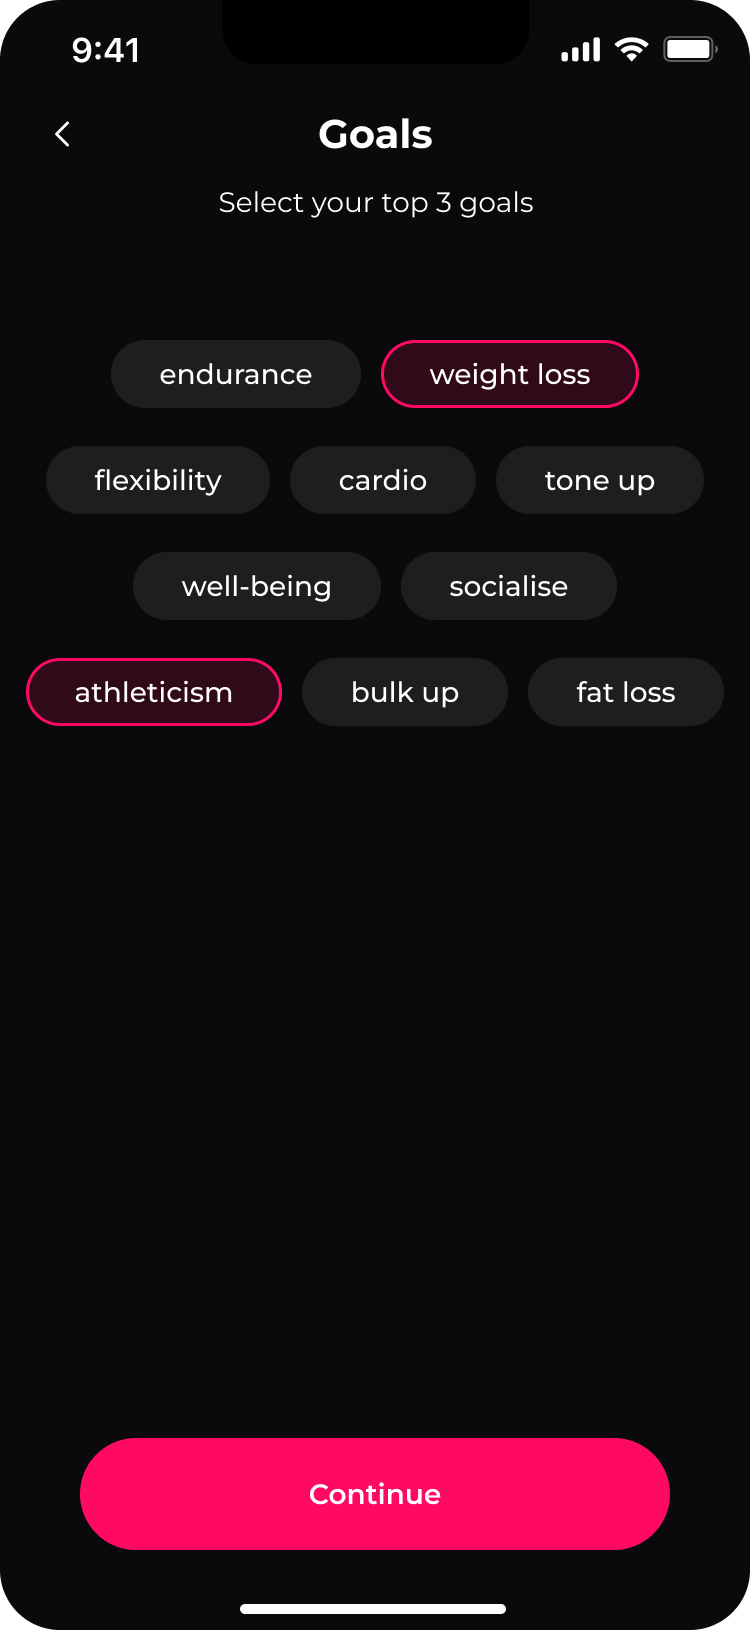 9:41
Goals
Select your top 3 goals
endurance weight loss
flexibility cardio tone up
well-being socialise
athleticism bulk up fat loss
Continue